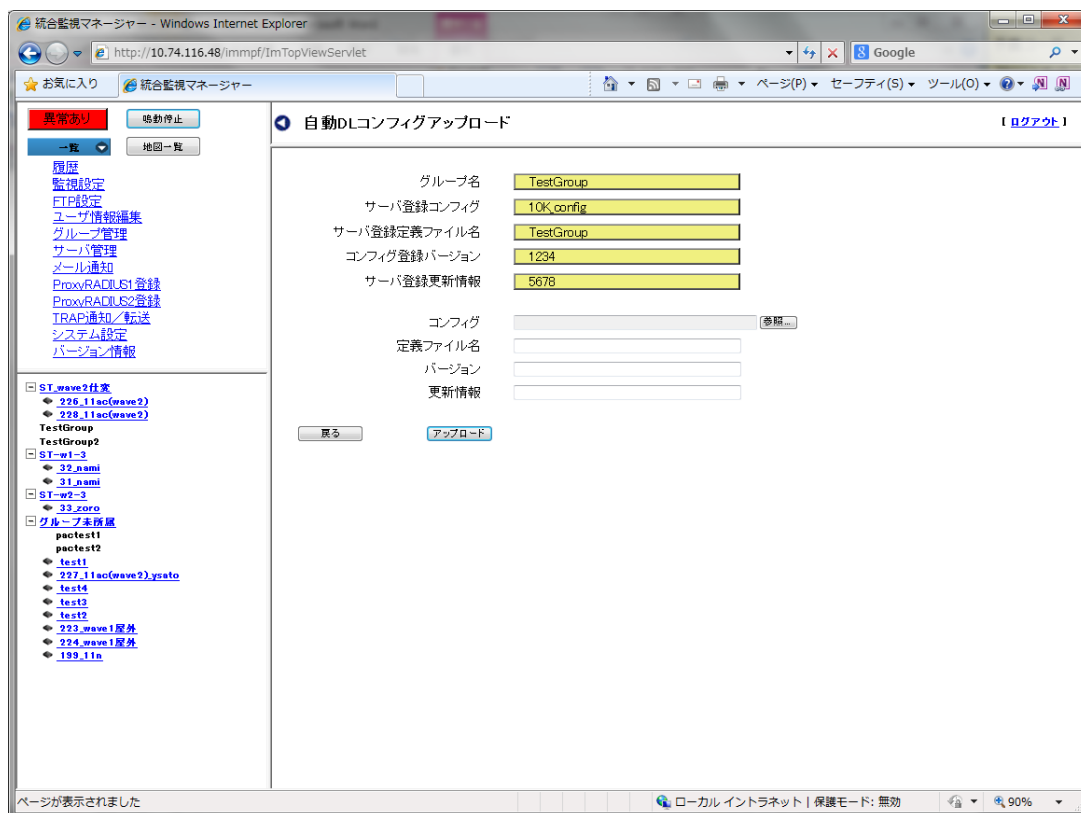 統合監視マネージャー - Windows Internet Explorer
http://10.74.116.48/immpf/ImTopViewServlet
Google
お気に入り
統合監視マネージャー
ページ(P)
セーフティ(S)
ツール(O)
異常あり
鳴動停止
一覧
地図一覧
履歴
監視設定
FTP設定
ユーザ情報編集
グループ管理
サーバ管理
メール通知
ProxyRADIUS1登録
ProxyRADIUS2登録
TRAP通知／転送
システム設定
バージョン情報
ST_wave2仕変
226_11ac(wave2)
228_11ac(wave2)
TestGroup
TestGroup2
ST-w1-3
32_nami
31_nami
ST-w2-3
33_zoro
グループ未所属
pactest1
pactest2
test1
227_11ac(wave2)_ysato
test4
test3
test2
223_wave1屋外
224_wave1屋外
199_11n
自動DLコンフィグアップロード
[ ログアウト ]
グループ名 TestGroup
サーバ登録コンフィグ 10K_config
サーバ登録定義ファイル名 TestGroup
コンフィグ登録バージョン 1234
サーバ登録更新情報 5678
コンフィグ 参照...
定義ファイル名
バージョン
更新情報
戻る アップロード
ページが表示されました
ローカル イントラネット | 保護モード: 無効
90%